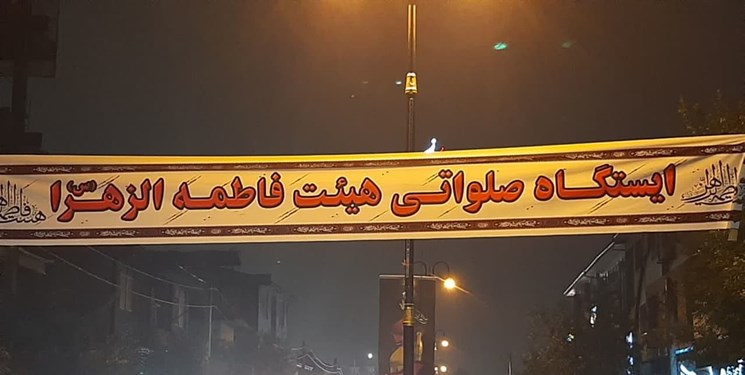 ایستگاه صلواتی هیئت فاطمه الزهرا (س)